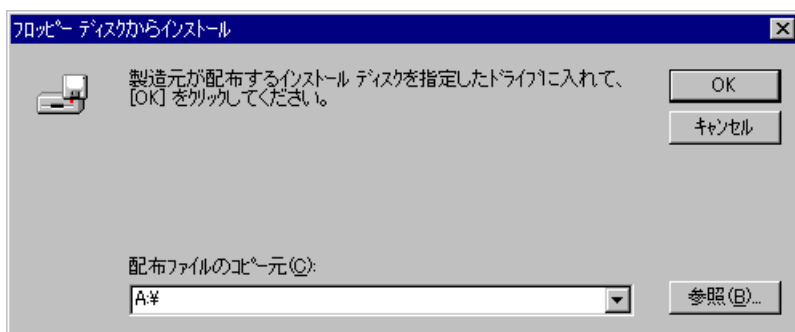 フロッピー ディスクからインストール
製造元が配布するインストール ディスクを指定したドライブに入れて、
[OK] をクリックしてください。
OK
キャンセル
配布ファイルのコピー元(C):
A:¥
参照(B)...